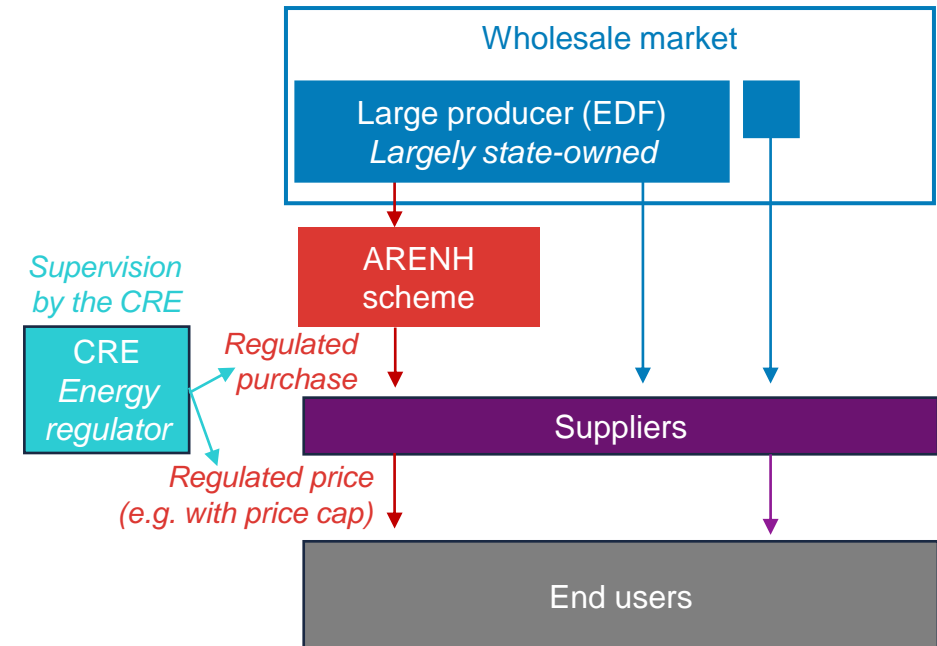 Wholesale market
Large producer (EDF)
Largely state-owned
ARENH
scheme
Supervision
by the CRE
CRE
Energy
regulator
Regulated
purchase
Suppliers
Regulated price
(e.g. with price cap)
End users